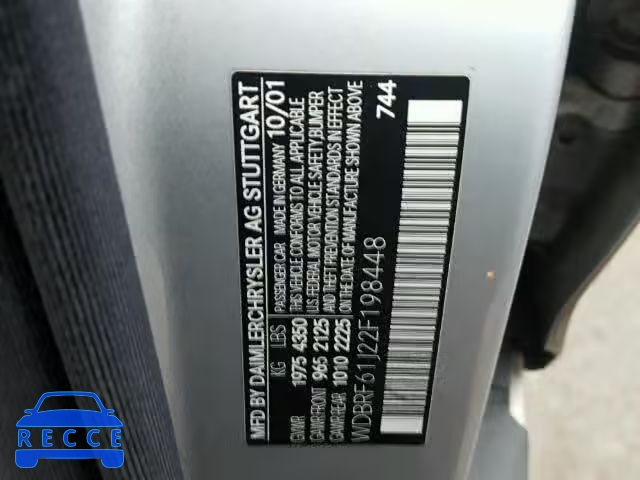 MFD BY DAIMLERCHRYSLER AG STUTTGART
PASSENGER CAR MADE IN GERMANY 10/01
KG LBS THIS VEHICLE CONFORMS TO ALL APPLICABLE
GVWR 1975 4350 U.S. FEDERAL MOTOR VEHICLE SAFETY, BUMPER
GAWR/FRONT 965 2125 AND THEFT PREVENTION STANDARDS IN EFFECT
GAWR/REAR 1010 2225 ON THE DATE OF MANUFACTURE SHOWN ABOVE
WDBRF61J22F198448 744
RECCE